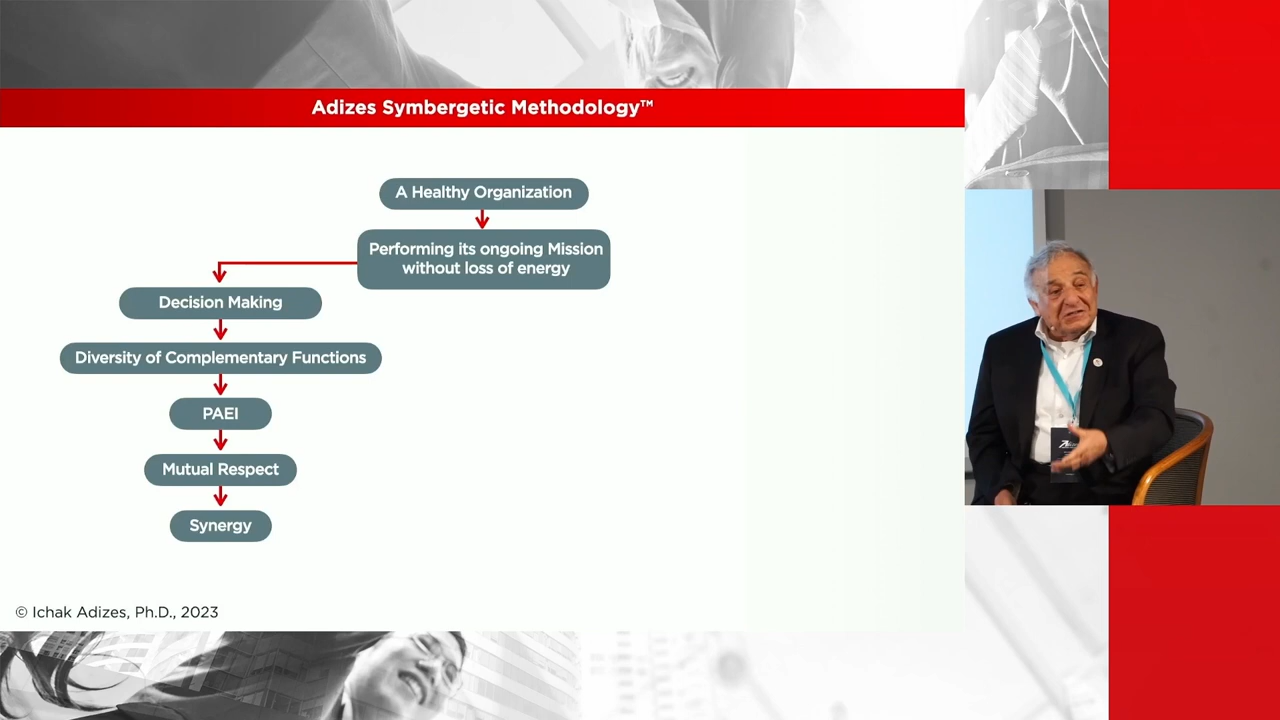 Adizes Symbergetic Methodology™
A Healthy Organization
Performing its ongoing Mission
without loss of energy
Decision Making
Diversity of Complementary Functions
PAEI
Mutual Respect
Synergy
© Ichak Adizes, Ph.D., 2023